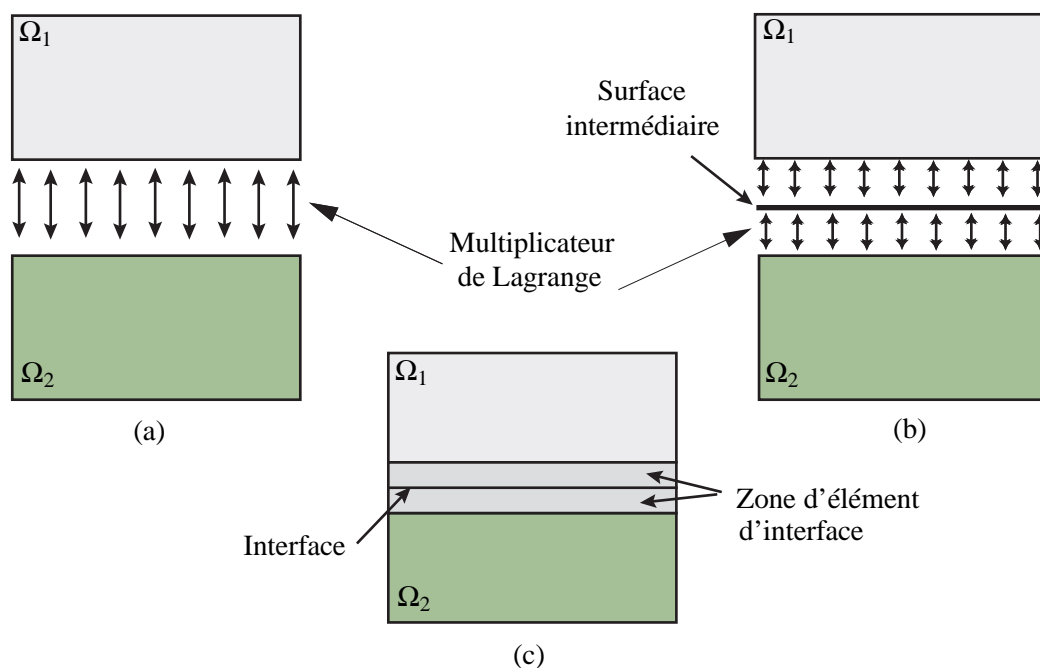 Ω1
Ω1
Surface
intermédiaire
Multiplicateur
de Lagrange
Ω2
Ω2
(a)
(b)
Ω1
Zone d'élément
d'interface
Interface
Ω2
(c)